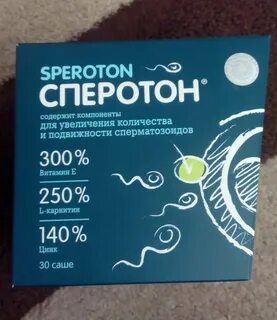 SPEROTON
СПЕРОТОН®
содержит компоненты
для увеличения количества
и подвижности сперматозоидов
300%
Витамин Е
250%
L-карнитин
140%
Цинк
30 саше